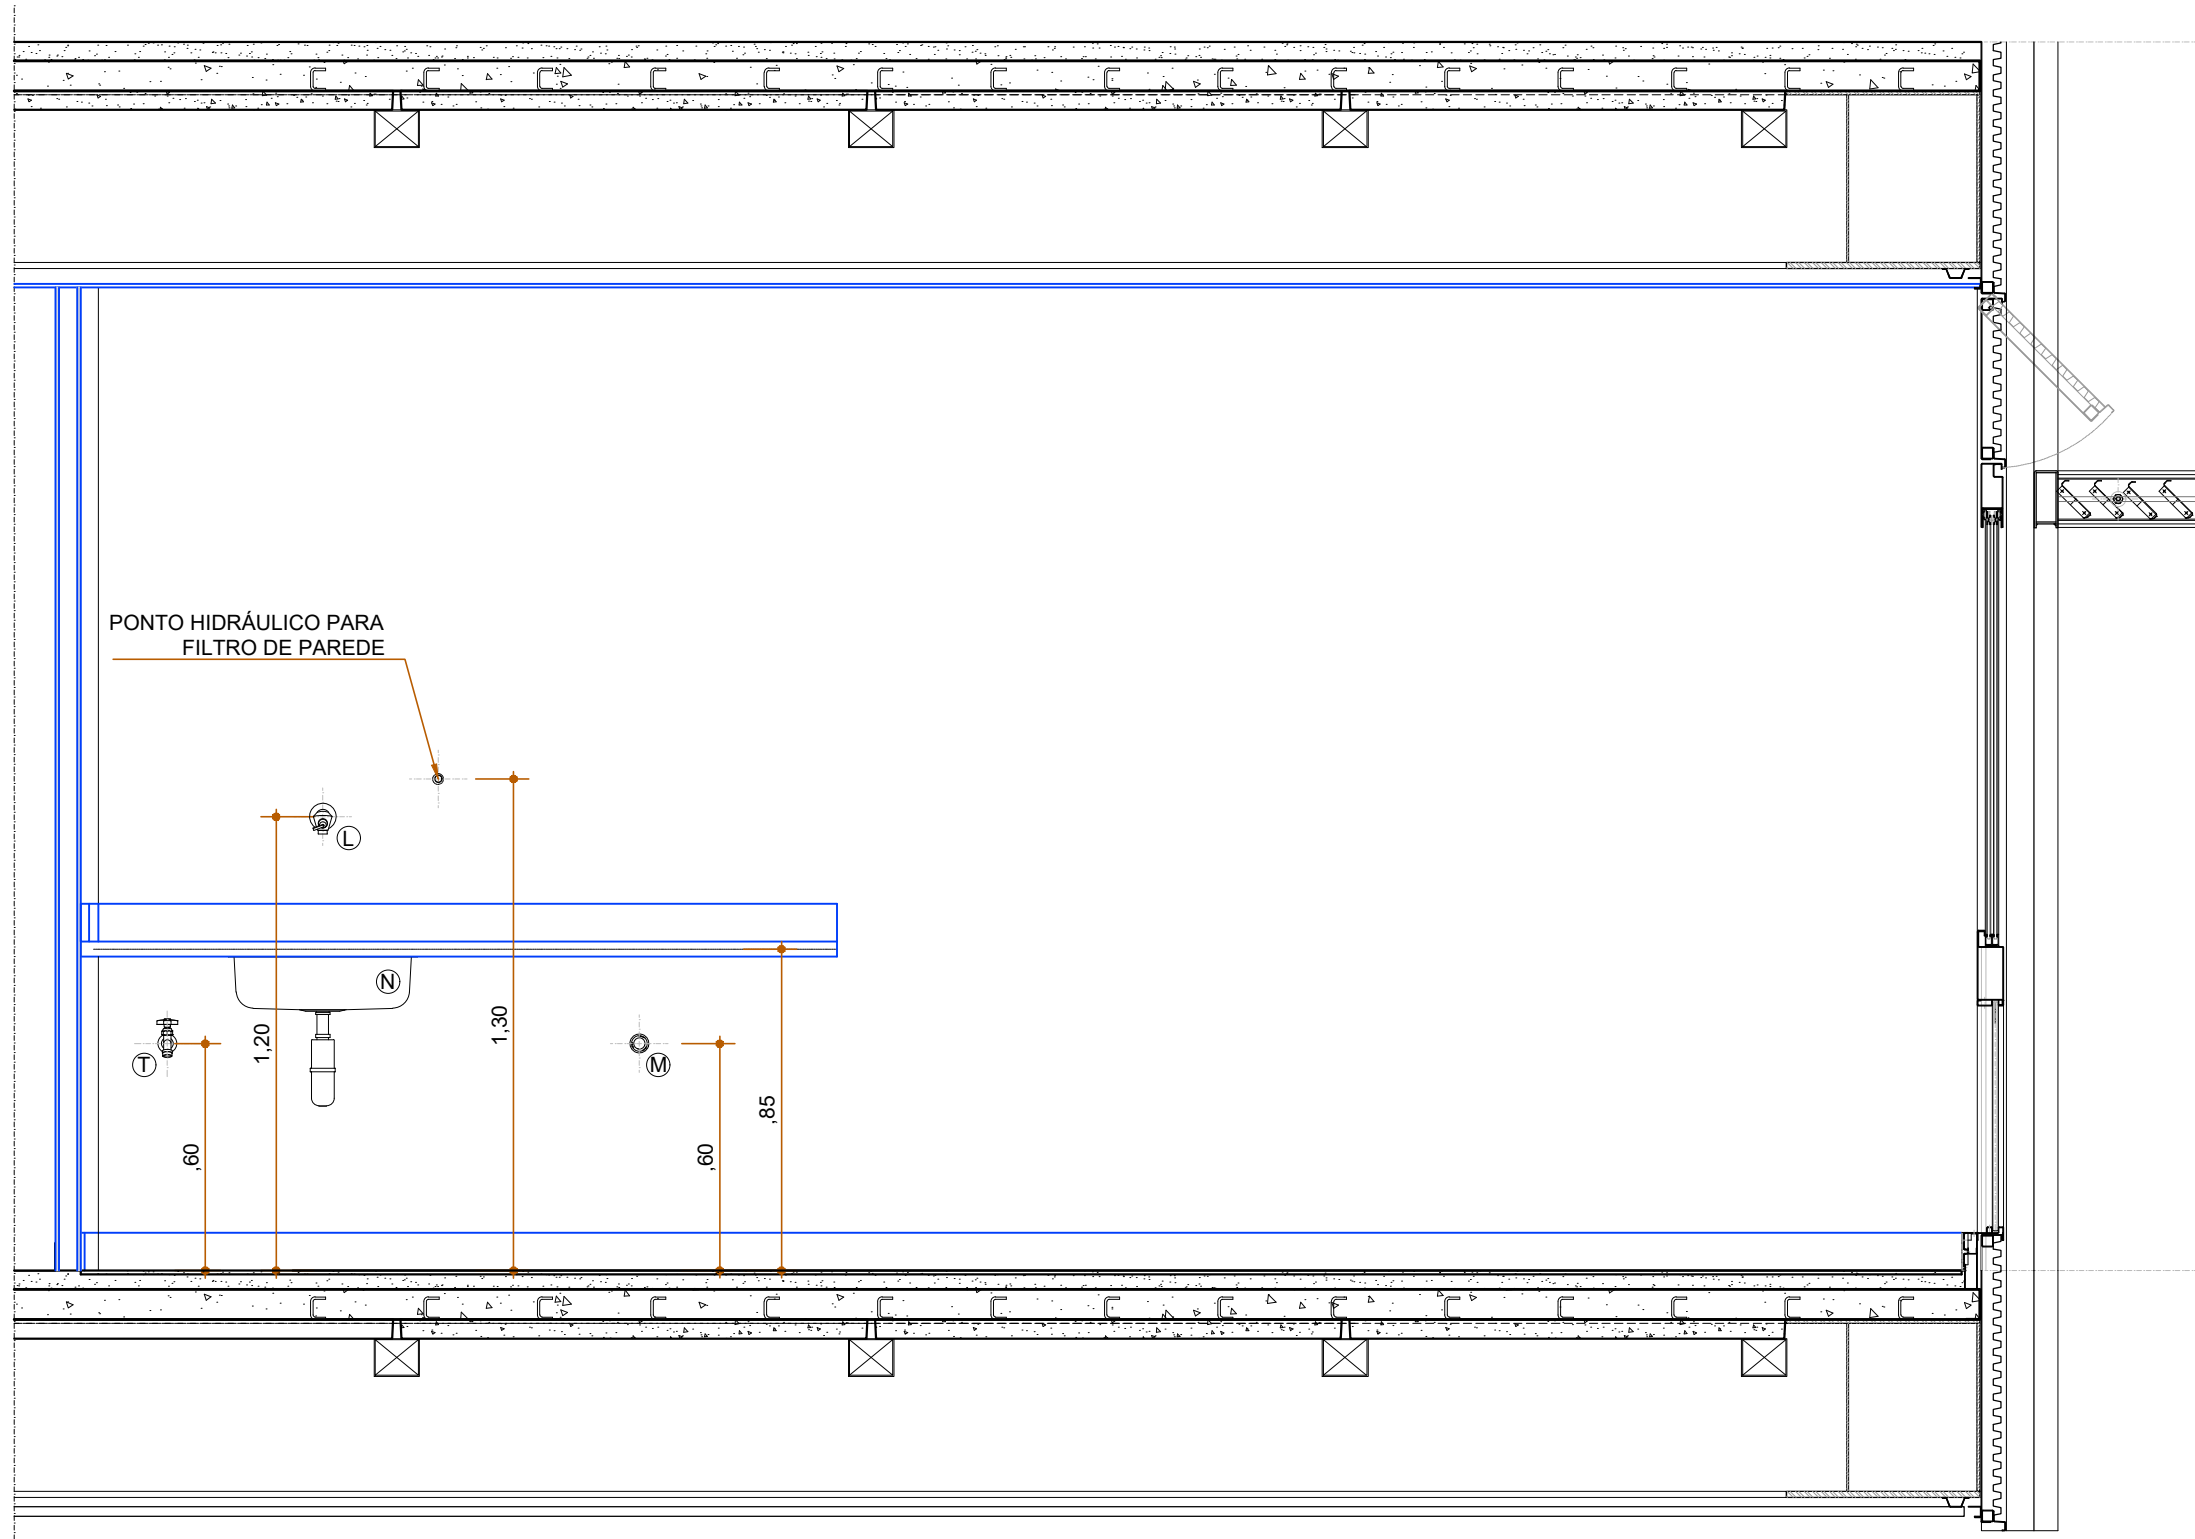 PONTO HIDRÁULICO PARA
FILTRO DE PAREDE
L
N
T
M
1,20
1,30
,85
,60
,60